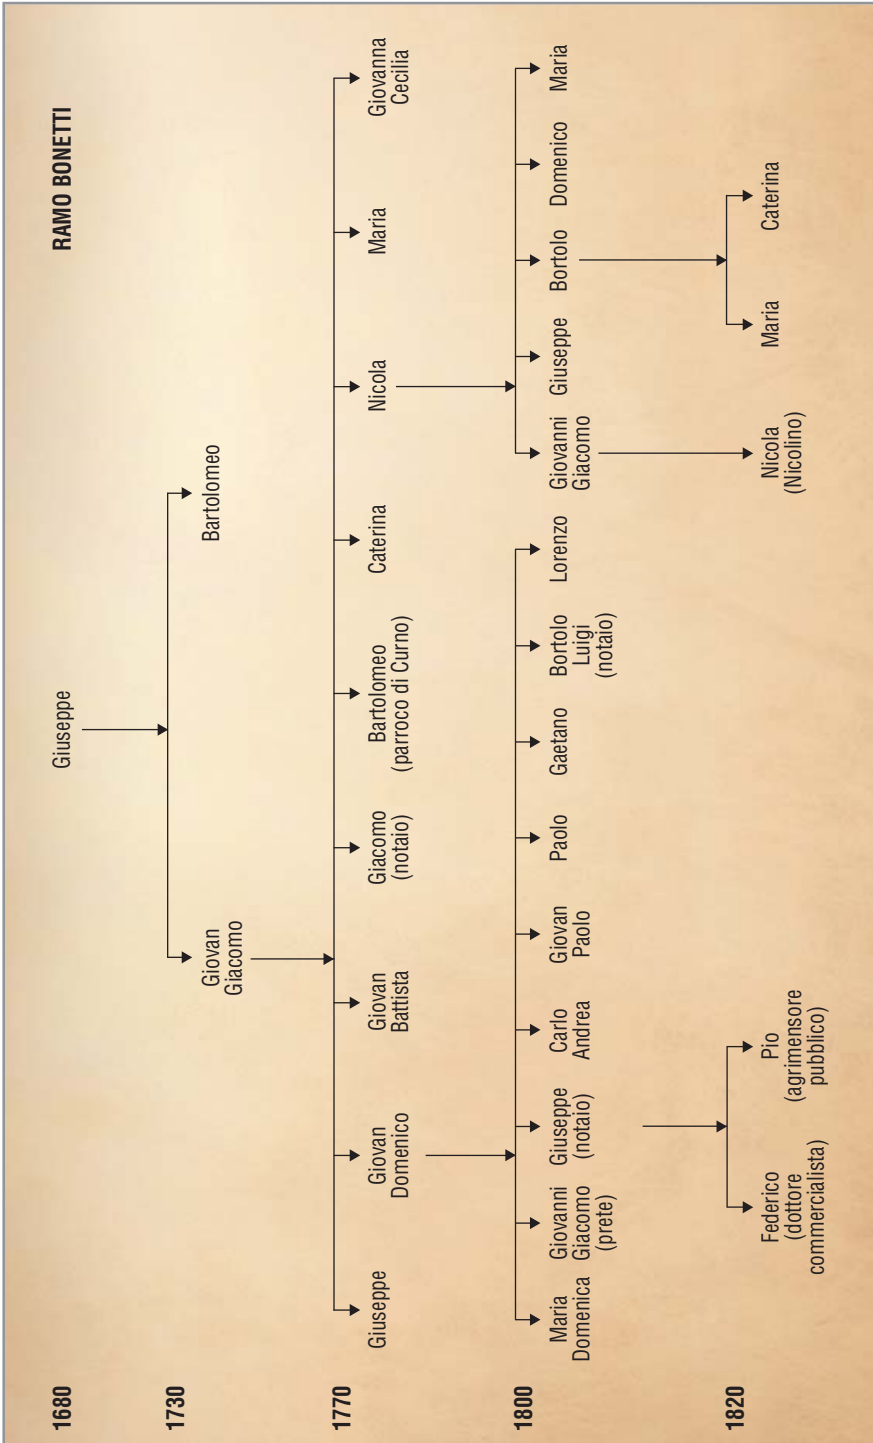 RAMO BONETTI
1680
Giuseppe
1730
Giovan
Giacomo
Bartolomeo
1770
Giuseppe
Giovan
Domenico
Giovan
Battista
Giacomo
(notaio)
Bartolomeo
(parroco di Curno)
Caterina
Nicola
Maria
Giovanna
Cecilia
1800
Maria
Domenica
Giovanni
Giacomo
(prete)
Giuseppe
(notaio)
Carlo
Andrea
Giovan
Paolo
Paolo
Gaetano
Bortolo
Luigi
(notaio)
Lorenzo
Giovanni
Giacomo
Giuseppe
Bortolo
Domenico
Maria
1820
Federico
(dottore
commercialista)
Pio
(agrimensore
pubblico)
Nicola
(Nicolino)
Maria
Caterina